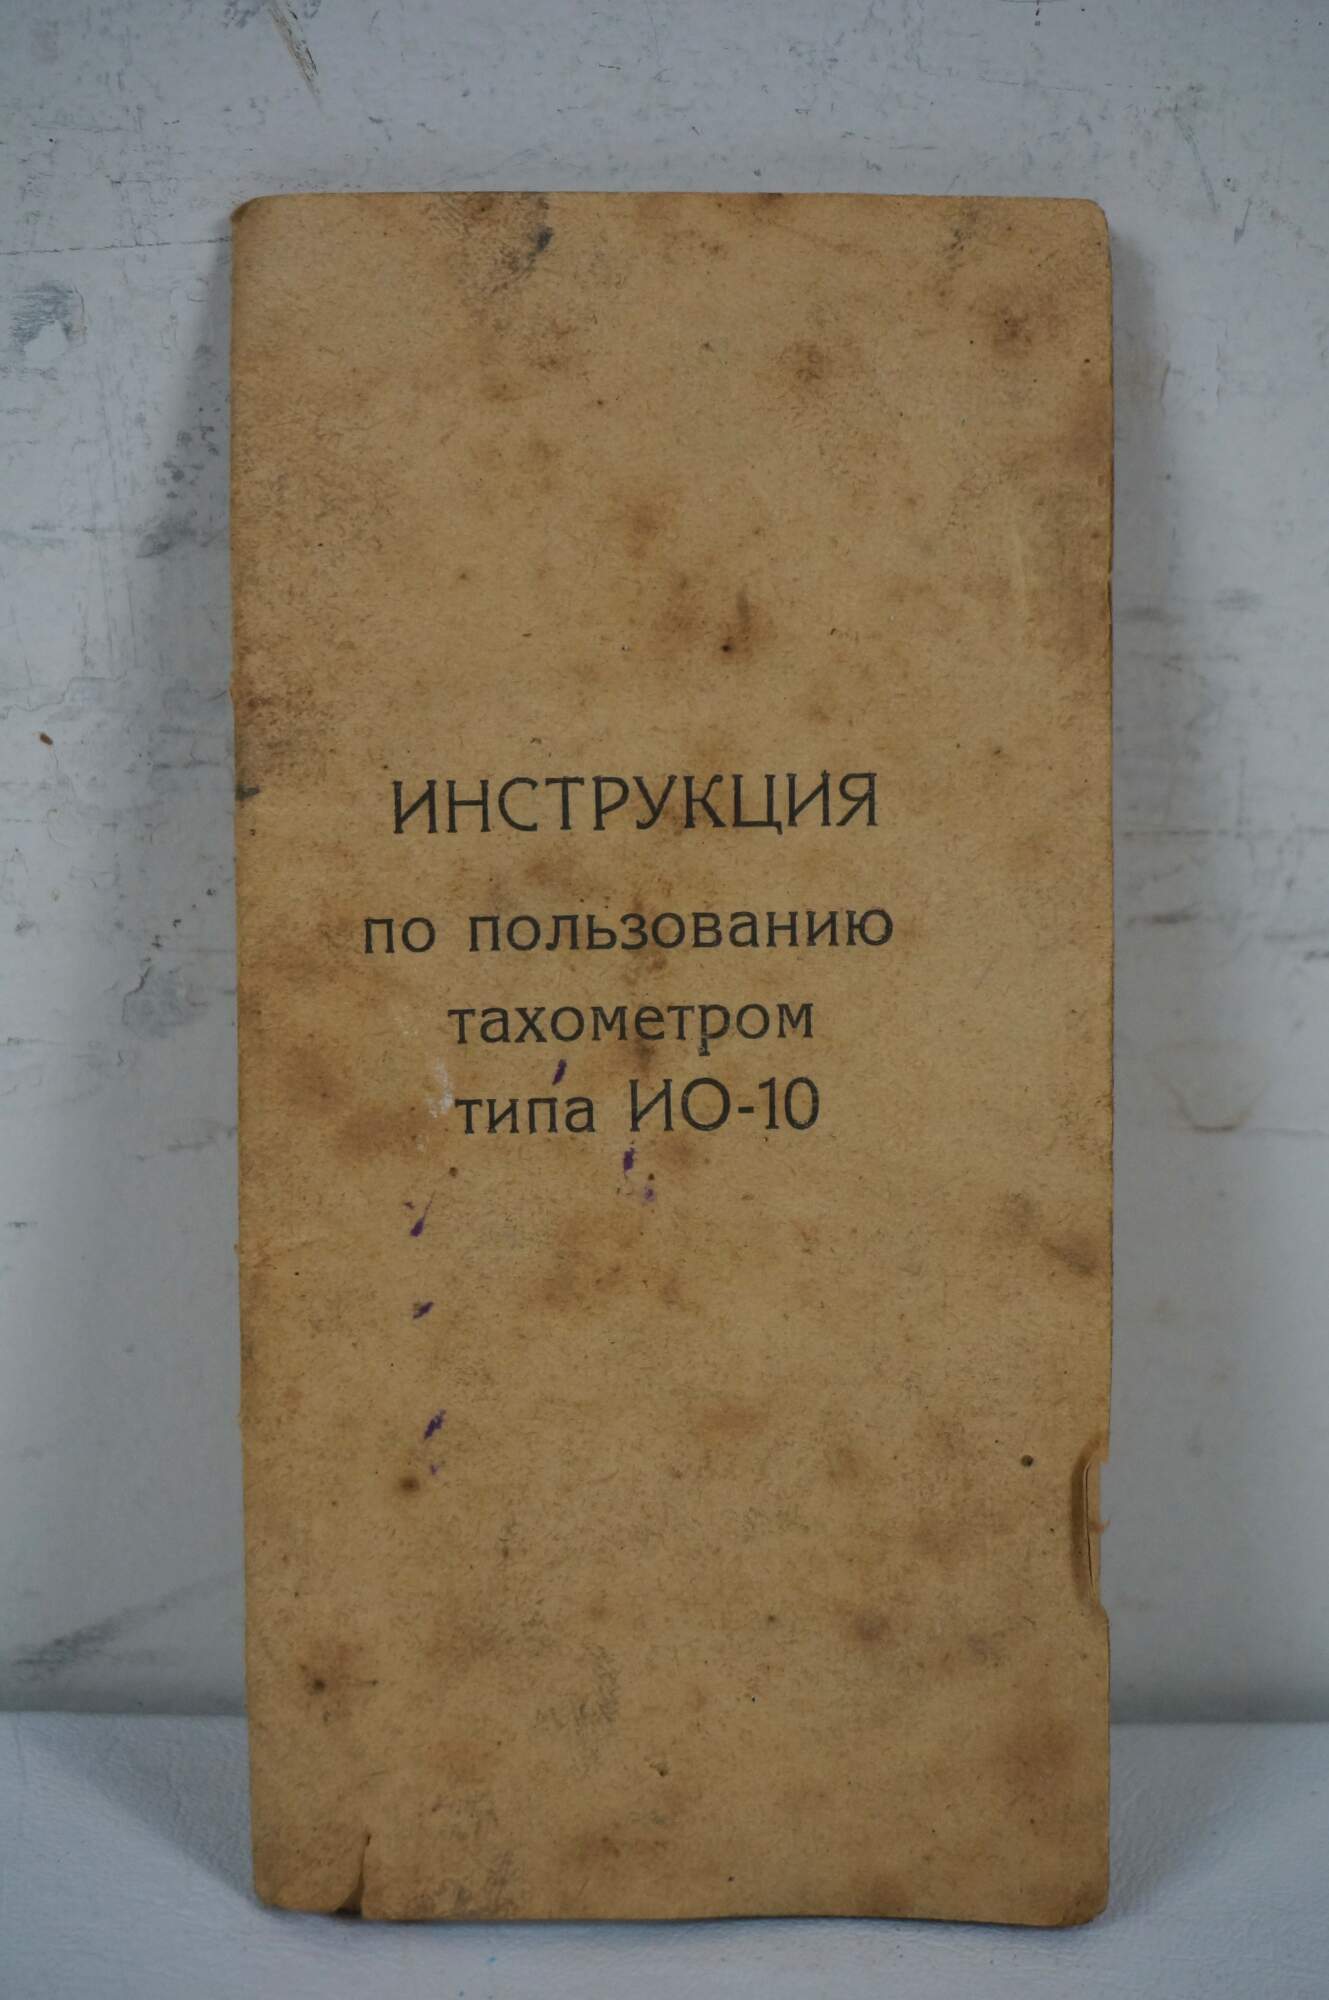 ИНСТРУКЦИЯ
по пользованию
тахометром
типа ИО-10